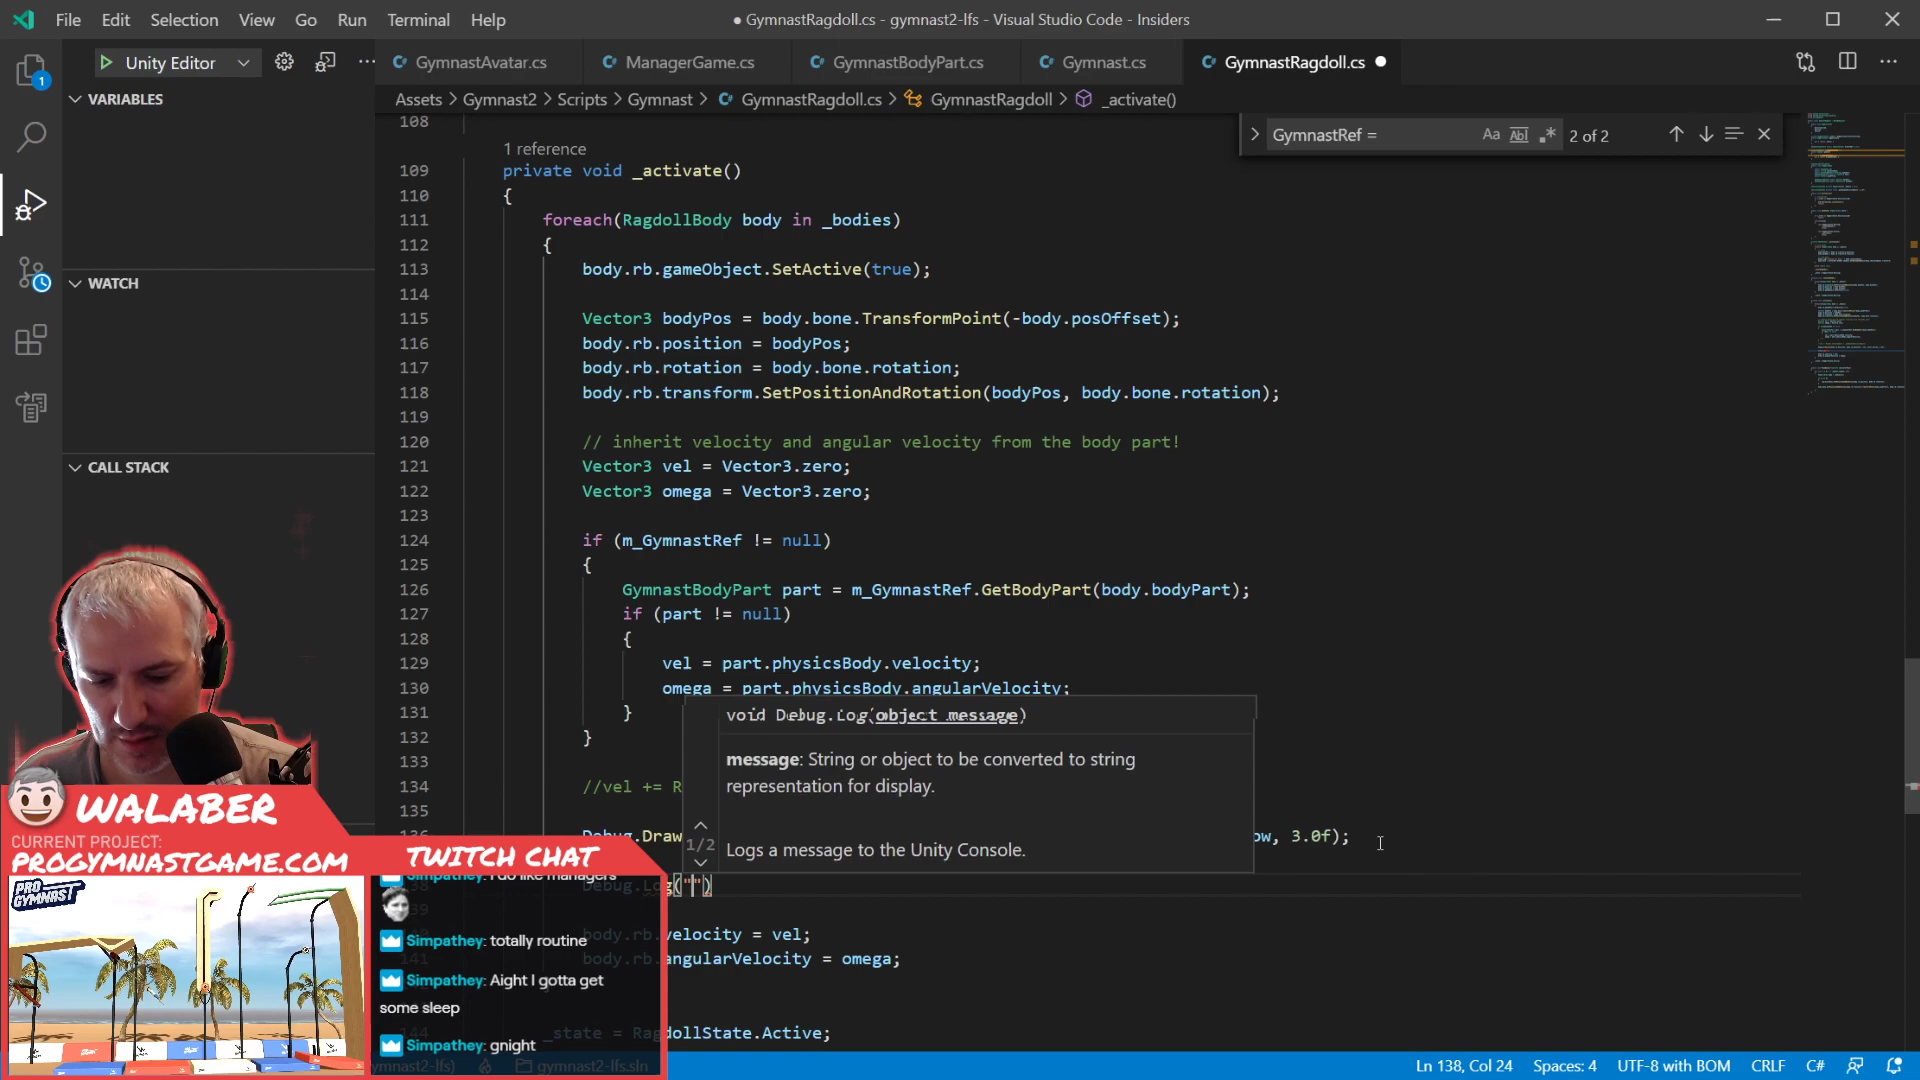 File Edit Selection View Go Run Terminal Help
● GymnastRagdoll.cs - gymnast2-lfs - Visual Studio Code - Insiders
Unity Editor
GymnastAvatar.cs ManagerGame.cs GymnastBodyPart.cs Gymnast.cs GymnastRagdoll.cs
Assets > Gymnast2 > Scripts > Gymnast > GymnastRagdoll.cs > GymnastRagdoll > _activate()
GymnastRef = Aa Abl .* 2 of 2
1
VARIABLES
WATCH
CALL STACK
108
1 reference
109 private void _activate()
110 {
111 foreach(RagdollBody body in _bodies)
112 {
113 body.rb.gameObject.SetActive(true);
114
115 Vector3 bodyPos = body.bone.TransformPoint(-body.posOffset);
116 body.rb.position = bodyPos;
117 body.rb.rotation = body.bone.rotation;
118 body.rb.transform.SetPositionAndRotation(bodyPos, body.bone.rotation);
119
120 // inherit velocity and angular velocity from the body part!
121 Vector3 vel = Vector3.zero;
122 Vector3 omega = Vector3.zero;
123
124 if (m_GymnastRef != null)
125 {
126 GymnastBodyPart part = m_GymnastRef.GetBodyPart(body.bodyPart);
127 if (part != null)
128 {
129 vel = part.physicsBody.velocity;
130 omega = part.physicsBody.angularVelocity;
131 }
132 }
133
134 //vel += R
135
136 Debug.Draw ow, 3.0f);
void Debug.Log(object message)
message: String or object to be converted to string
representation for display.
1/2
Logs a message to the Unity Console.
138 Debug.Log("")
body.rb.velocity = vel;
body.rb.angularVelocity = omega;
144 _state = RagdollState.Active;
WALABER
CURRENT PROJECT:
PROGYMNASTGAME.COM
PRO GYMNAST
TWITCH CHAT
Simpathey: I do like managers
Simpathey: totally routine
Simpathey: Aight I gotta get
some sleep
Simpathey: gnight
gymnast2-lfs) gymnast2-lfs.sln
Ln 138, Col 24 Spaces: 4 UTF-8 with BOM CRLF C#